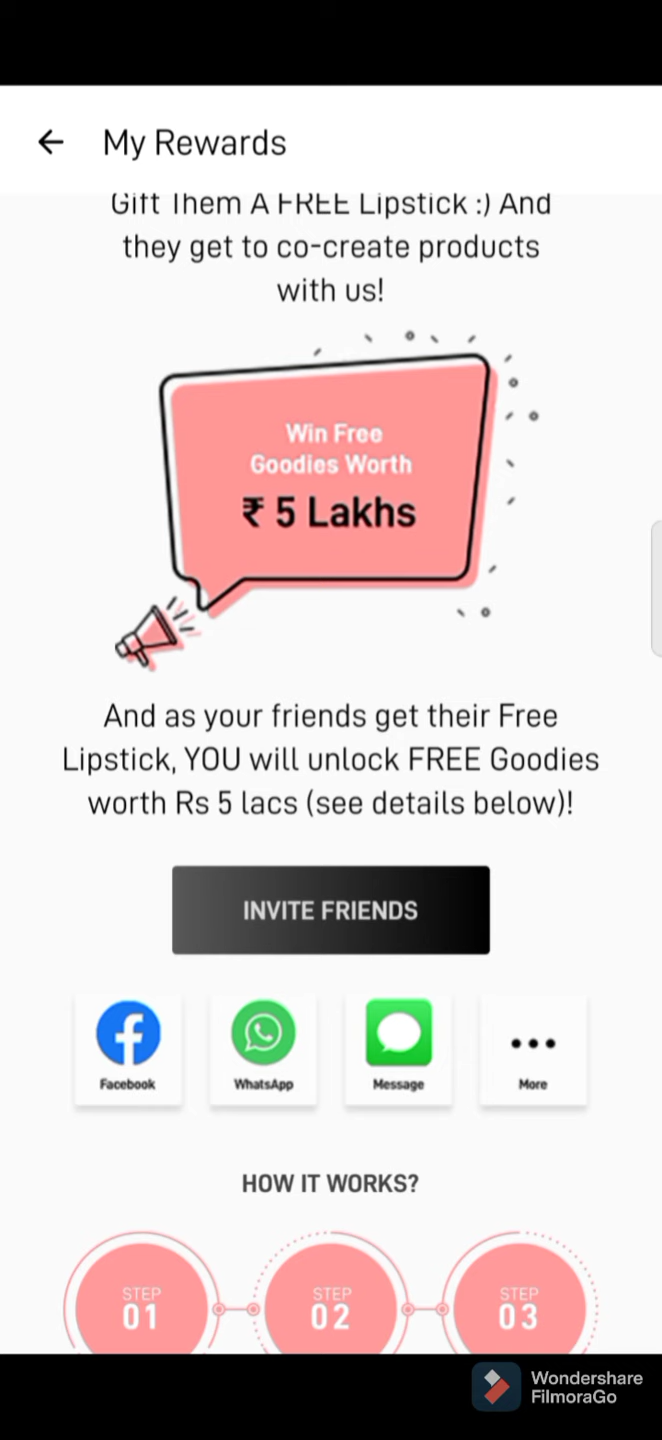 My Rewards
Gift Them A FREE Lipstick :) And
they get to co-create products
with us!
Win Free
Goodies Worth
₹ 5 Lakhs
And as your friends get their Free
Lipstick, YOU will unlock FREE Goodies
worth Rs 5 lacs (see details below)!
INVITE FRIENDS
Facebook
WhatsApp
Message
More
HOW IT WORKS?
STEP
01
STEP
02
STEP
03
Wondershare
FilmoraGo